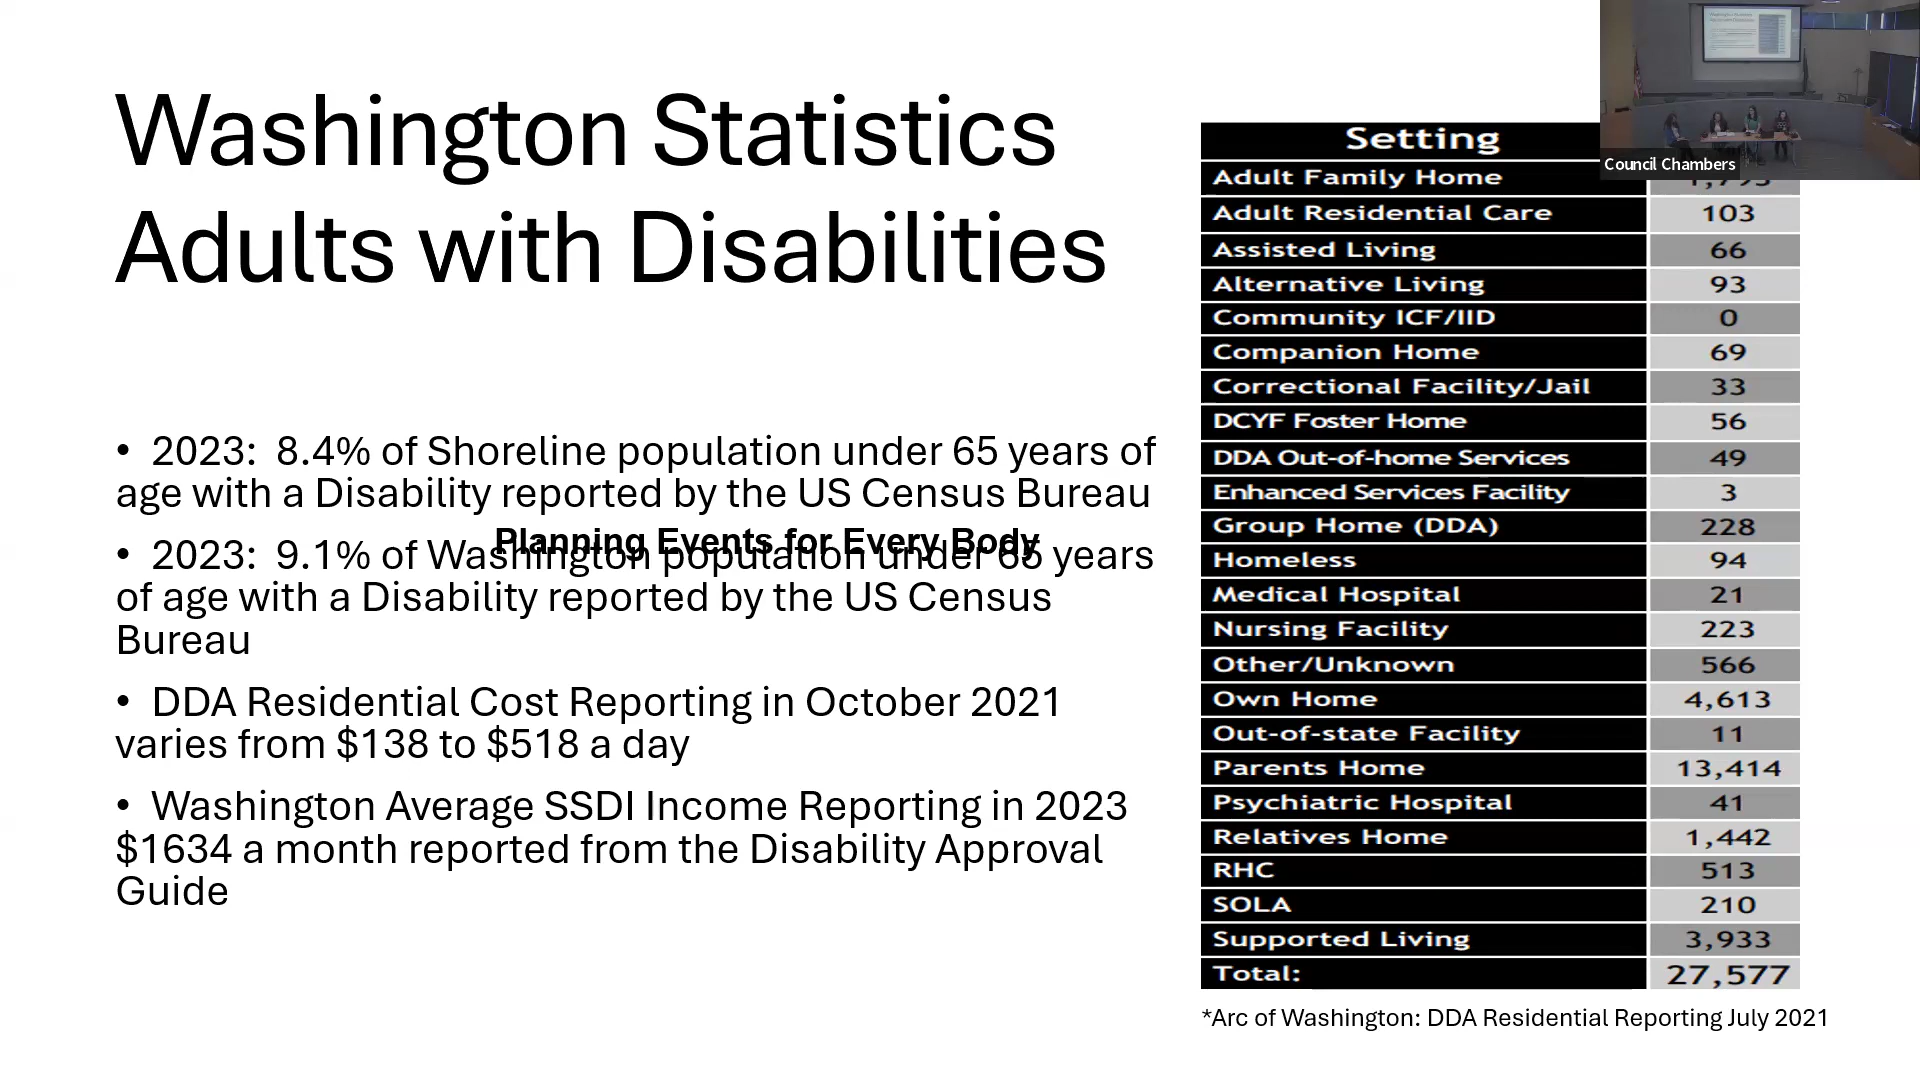 Washington Statistics
Adults with Disabilities
• 2023: 8.4% of Shoreline population under 65 years of
age with a Disability reported by the US Census Bureau
Planning Events for Every Body
• 2023: 9.1% of Washington population under 65 years
of age with a Disability reported by the US Census
Bureau
• DDA Residential Cost Reporting in October 2021
varies from $138 to $518 a day
• Washington Average SSDI Income Reporting in 2023
$1634 a month reported from the Disability Approval
Guide
Council Chambers
Setting
Adult Family Home
Adult Residential Care 103
Assisted Living 66
Alternative Living 93
Community ICF/IID 0
Companion Home 69
Correctional Facility/Jail 33
DCYF Foster Home 56
DDA Out-of-home Services 49
Enhanced Services Facility 3
Group Home (DDA) 228
Homeless 94
Medical Hospital 21
Nursing Facility 223
Other/Unknown 566
Own Home 4,613
Out-of-state Facility 11
Parents Home 13,414
Psychiatric Hospital 41
Relatives Home 1,442
RHC 513
SOLA 210
Supported Living 3,933
Total: 27,577
*Arc of Washington: DDA Residential Reporting July 2021